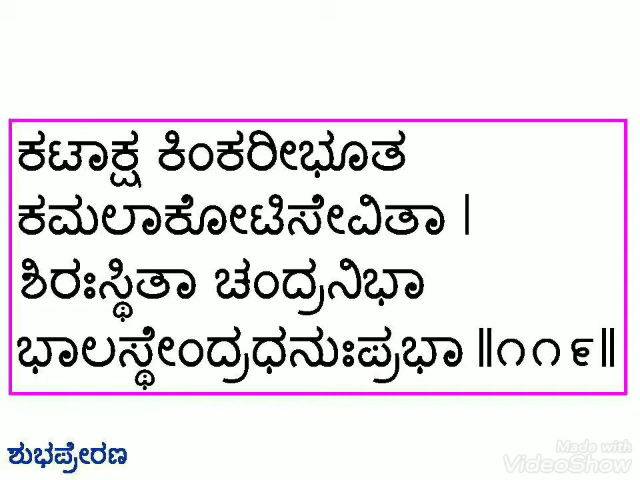 ಕಟಾಕ್ಷ ಕಿಂಕರೀಭೂತ
ಕಮಲಾಕೋಟಿಸೇವಿತಾ |
ಶಿರಃಸ್ಥಿತಾ ಚಂದ್ರನಿಭಾ
ಭಾಲಸ್ಥೇಂದ್ರಧನುಃಪ್ರಭಾ ||೧೧೯||
ಶುಭಪ್ರೇರಣ
Made with
VideoShow